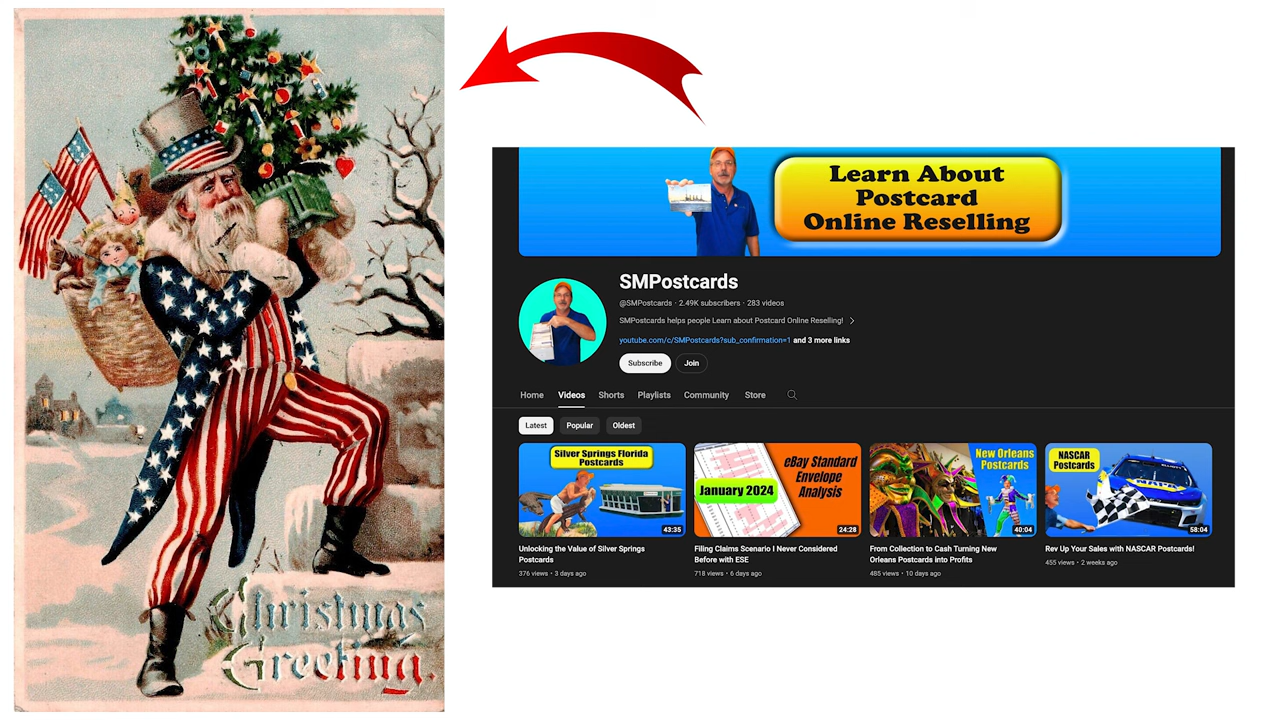 Christmas
Greeting.
Learn About
Postcard
Online Reselling
SMPostcards
@SMPostcards · 2.49K subscribers · 283 videos
SMPostcards helps people Learn about Postcard Online Reselling!
youtube.com/c/SMPostcards?sub_confirmation=1 and 3 more links
Subscribe Join
Home Videos Shorts Playlists Community Store
Latest Popular Oldest
Silver Springs Florida
Postcards
43:35
January 2024
eBay Standard
Envelope
Analysis
24:28
New Orleans
Postcards
40:04
NASCAR
Postcards
58:04
Unlocking the Value of Silver Springs
Postcards
376 views · 3 days ago
Filing Claims Scenario I Never Considered
Before with ESE
718 views · 6 days ago
From Collection to Cash Turning New
Orleans Postcards into Profits
485 views · 10 days ago
Rev Up Your Sales with NASCAR Postcards!
455 views · 2 weeks ago